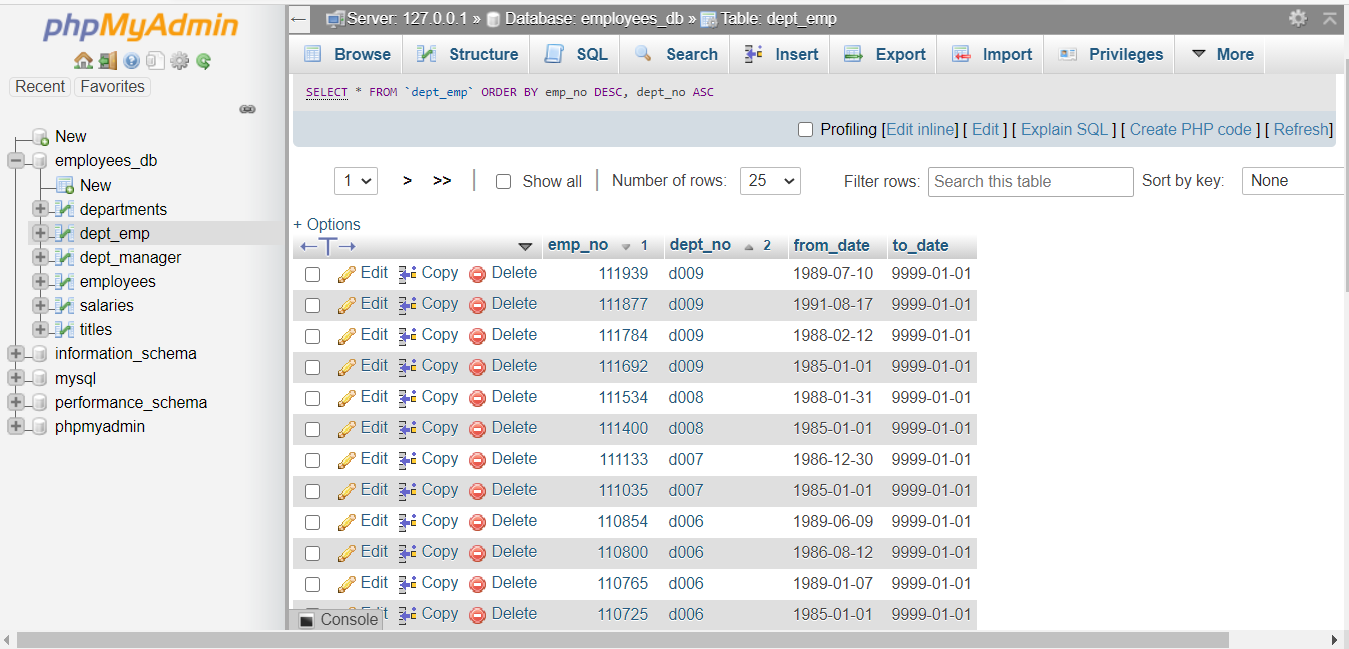 phpMyAdmin
Recent Favorites
New
employees_db
New
departments
dept_emp
dept_manager
employees
salaries
titles
information_schema
mysql
performance_schema
phpmyadmin
Server: 127.0.0.1 » Database: employees_db » Table: dept_emp
Browse Structure SQL Search Insert Export Import Privileges More
SELECT * FROM `dept_emp` ORDER BY emp_no DESC, dept_no ASC
Profiling [Edit inline] [ Edit ] [ Explain SQL ] [ Create PHP code ] [ Refresh]
1 > >> | Show all | Number of rows: 25 Filter rows: Search this table Sort by key: None
+ Options
←T→ emp_no 1 dept_no 2 from_date to_date
Edit Copy Delete 111939 d009 1989-07-10 9999-01-01
Edit Copy Delete 111877 d009 1991-08-17 9999-01-01
Edit Copy Delete 111784 d009 1988-02-12 9999-01-01
Edit Copy Delete 111692 d009 1985-01-01 9999-01-01
Edit Copy Delete 111534 d008 1988-01-31 9999-01-01
Edit Copy Delete 111400 d008 1985-01-01 9999-01-01
Edit Copy Delete 111133 d007 1986-12-30 9999-01-01
Edit Copy Delete 111035 d007 1985-01-01 9999-01-01
Edit Copy Delete 110854 d006 1989-06-09 9999-01-01
Edit Copy Delete 110800 d006 1986-08-12 9999-01-01
Edit Copy Delete 110765 d006 1989-01-07 9999-01-01
Copy Delete 110725 d006 1985-01-01 9999-01-01
Console